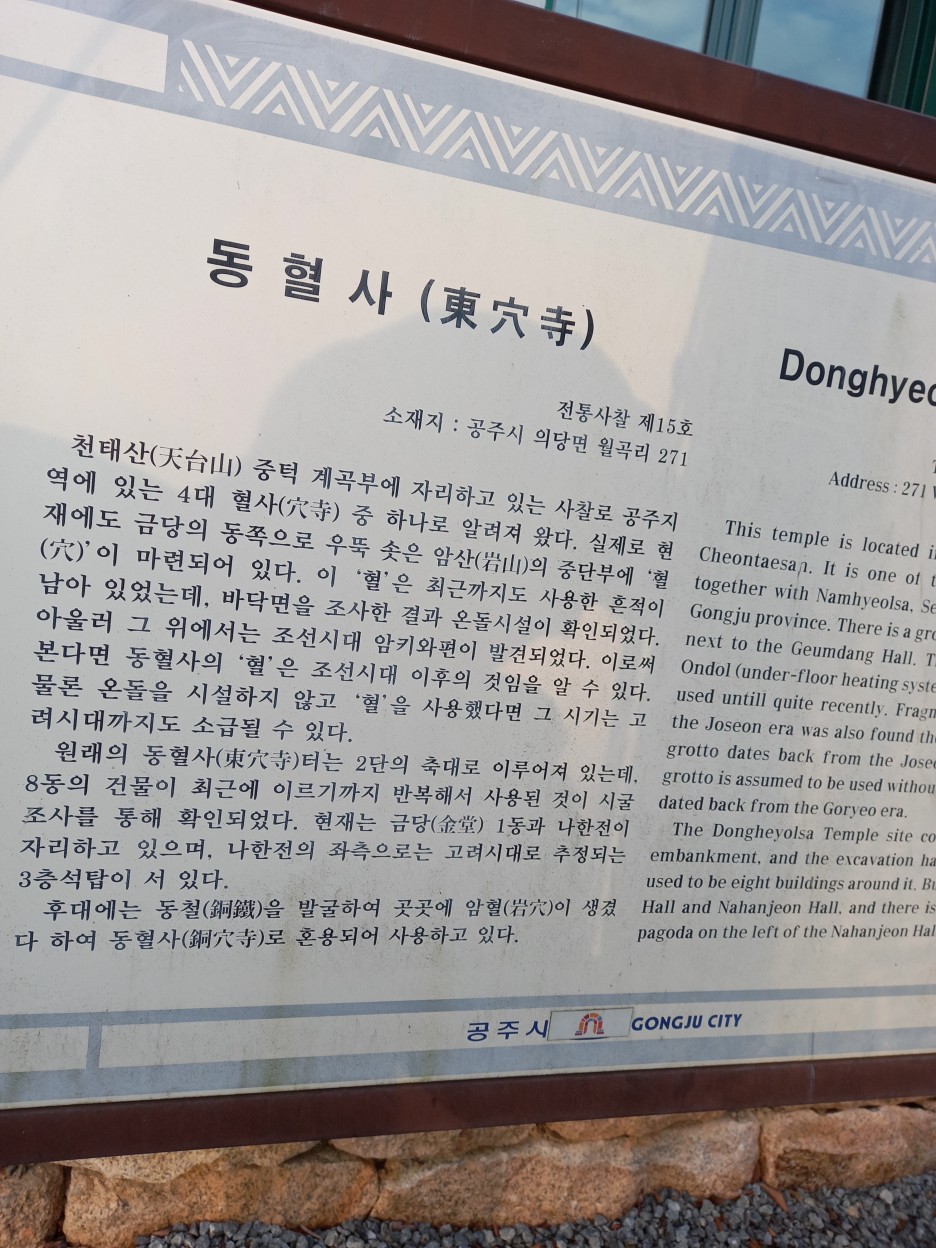 동혈사(東穴寺)
전통사찰 제15호
소재지 : 공주시 의당면 월곡리 271
천태산(天台山) 중턱 계곡부에 자리하고 있는 사찰로 공주지
역에 있는 4대 혈사(穴寺) 중 하나로 알려져 왔다. 실제로 현
재에도 금당의 동쪽으로 우뚝 솟은 암산(岩山)의 중단부에 ‘혈
(穴)’이 마련되어 있다. 이 ‘혈’은 최근까지도 사용한 흔적이
남아 있었는데, 바닥면을 조사한 결과 온돌시설이 확인되었다.
아울러 그 위에서는 조선시대 암키와편이 발견되었다. 이로써
본다면 동혈사의 ‘혈’은 조선시대 이후의 것임을 알 수 있다.
물론 온돌을 시설하지 않고 ‘혈’을 사용했다면 그 시기는 고
려시대까지도 소급될 수 있다.
원래의 동혈사(東穴寺)터는 2단의 축대로 이루어져 있는데,
8동의 건물이 최근에 이르기까지 반복해서 사용된 것이 시굴
조사를 통해 확인되었다. 현재는 금당(金堂) 1동과 나한전이
자리하고 있으며, 나한전의 좌측으로는 고려시대로 추정되는
3층석탑이 서 있다.
후대에는 동철(銅鐵)을 발굴하여 곳곳에 암혈(岩穴)이 생겼
다 하여 동혈사(銅穴寺)로 혼용되어 사용하고 있다.
Donghyeo
Address : 271
This temple is located
Cheontaesan. It is one of
together with Namhyeolsa,
Gongju province. There is a
next to the Geumdang Hall.
Ondol (under-floor heating
used untill quite recently.
the Joseon era was also found
grotto dates back from the
grotto is assumed to be used
dated back from the Goryeo era.
The Dongheyolsa Temple site
embankment, and the excavation
used to be eight buildings around it.
Hall and Nahanjeon Hall, and there is
pagoda on the left of the Nahanjeon
공주시 GONGJU CITY